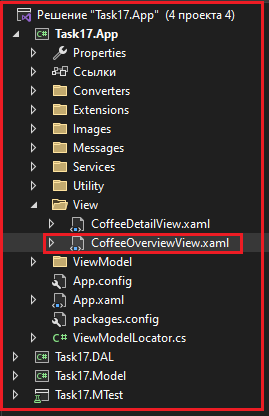 Решение "Task17.App" (4 проекта 4)
Task17.App
Properties
Ссылки
Converters
Extensions
Images
Messages
Services
Utility
View
CoffeeDetailView.xaml
CoffeeOverviewView.xaml
ViewModel
App.config
App.xaml
packages.config
ViewModelLocator.cs
Task17.DAL
Task17.Model
Task17.MTest